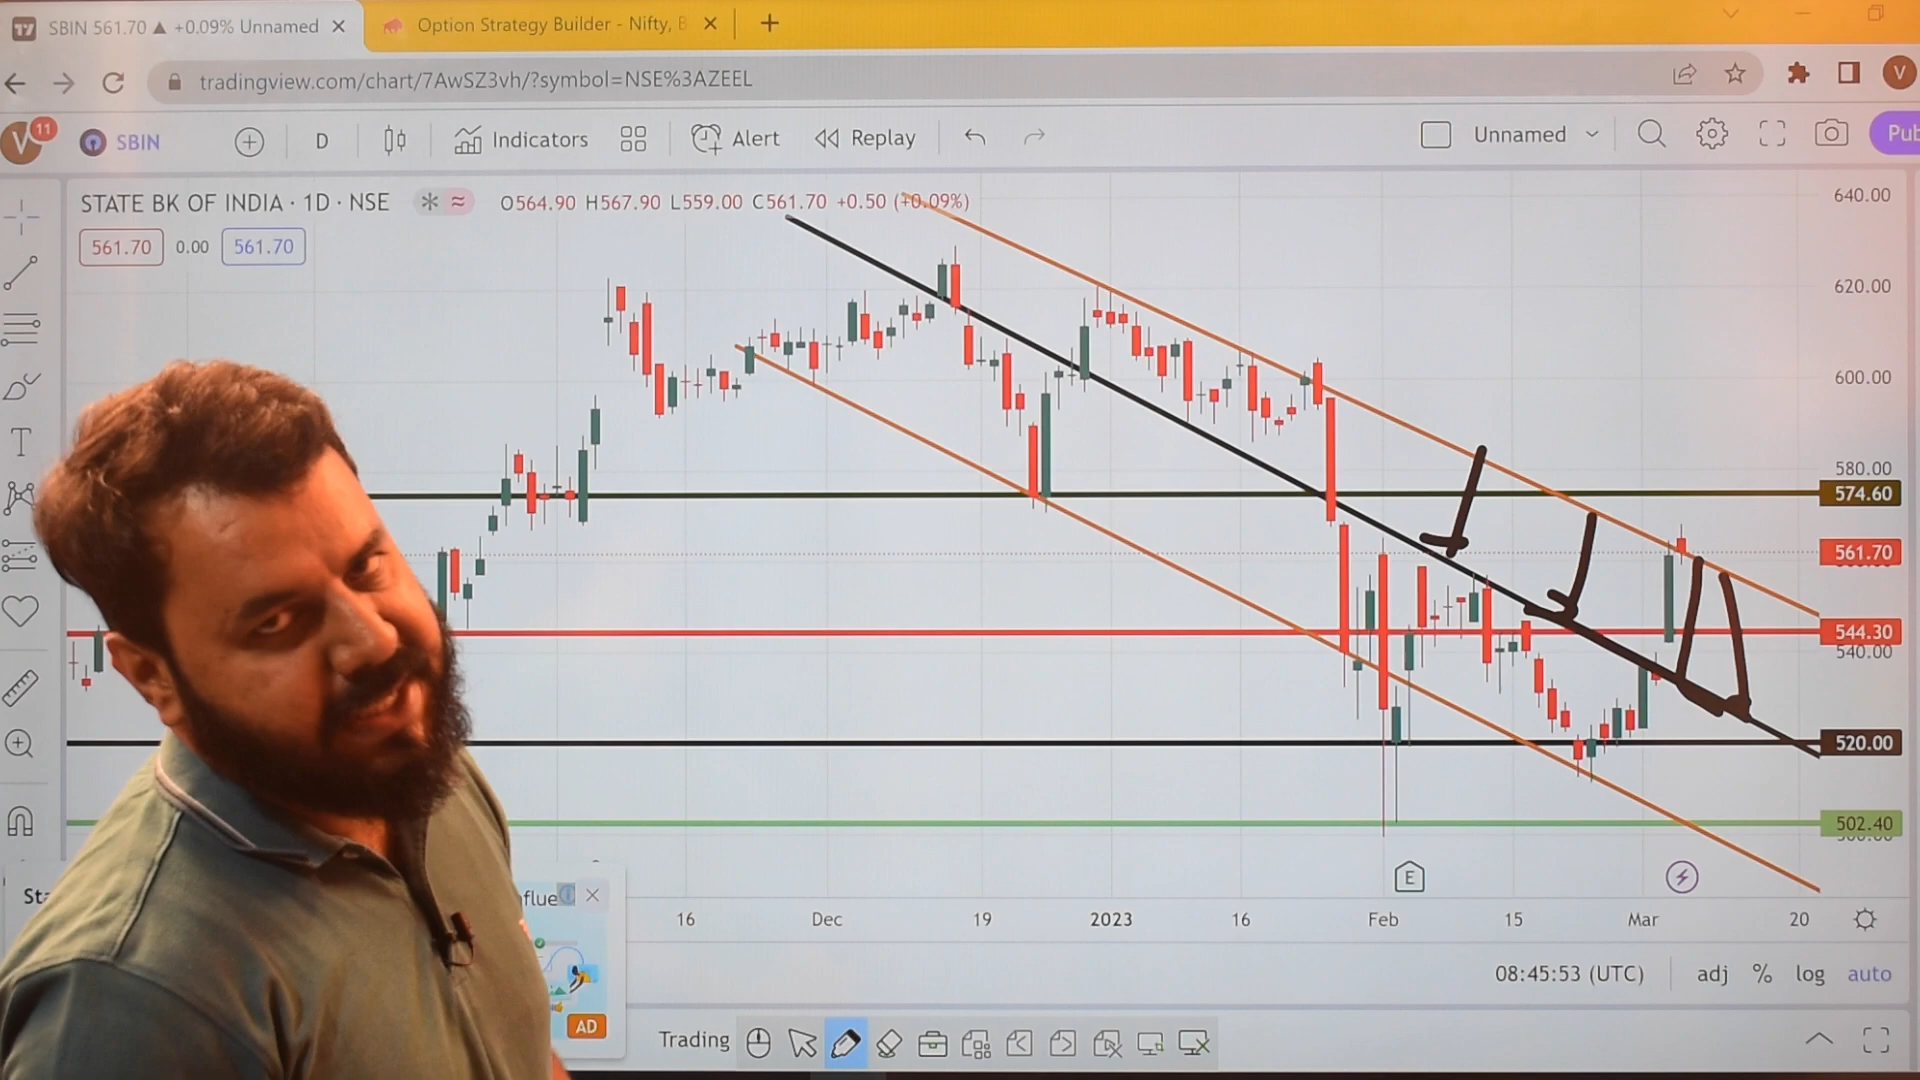 SBIN 561.70 ▲ +0.09% Unnamed
Option Strategy Builder - Nifty, B
tradingview.com/chart/7AwSZ3vh/?symbol=NSE%3AZEEL
V
V
11
SBIN
D
Indicators
Alert
Replay
Unnamed
Pub
STATE BK OF INDIA · 1D · NSE
O564.90 H567.90 L559.00 C561.70 +0.50 (+0.09%)
561.70
0.00
561.70
640.00
620.00
600.00
580.00
574.60
561.70
544.30
540.00
520.00
502.40
E
Sta
flue
AD
16
Dec
19
2023
16
Feb
15
Mar
20
08:45:53 (UTC)
adj
%
log
auto
Trading